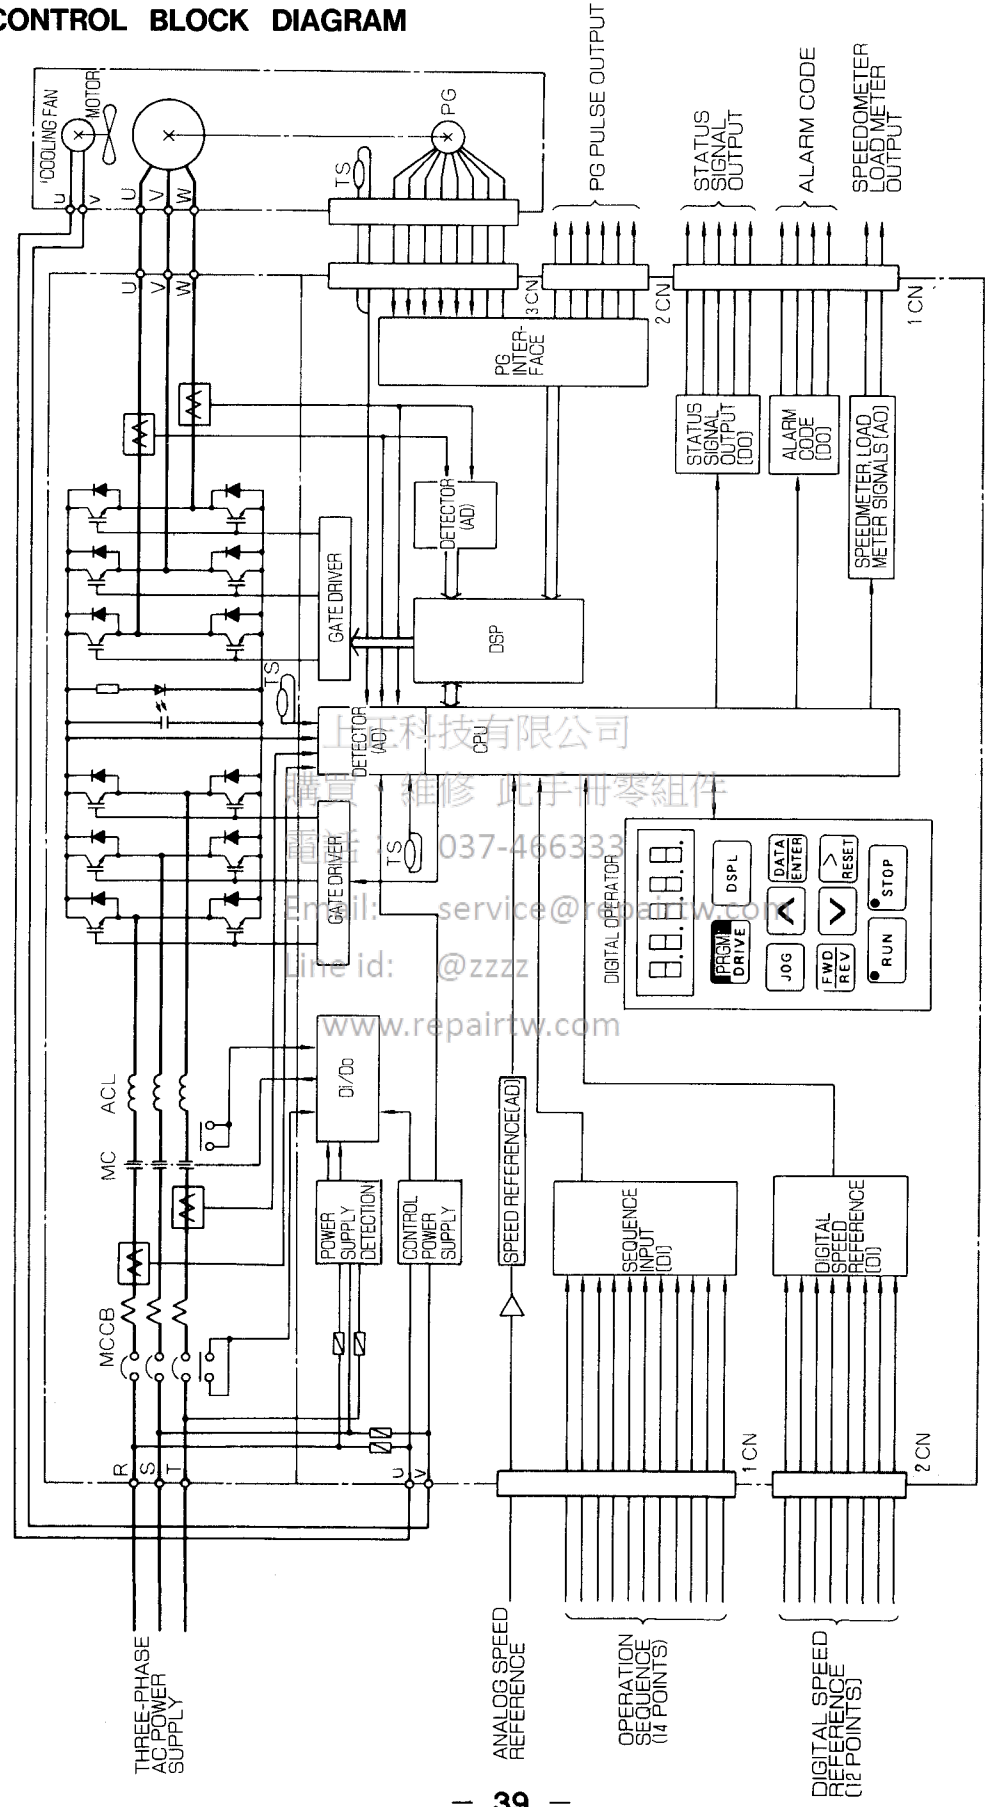 CONTROL BLOCK DIAGRAM
COOLING FAN
MOTOR
U
V
U
V
W
PG
TS
U
V
W
3 CN
2 CN
1 CN
PG PULSE OUTPUT
STATUS
SIGNAL
OUTPUT
ALARM CODE
SPEEDOMETER
LOAD METER
OUTPUT
PG
INTER-
FACE
STATUS
SIGNAL
OUTPUT
(DO)
ALARM
CODE
(DO)
SPEEDMETER, LOAD
METER SIGNALS (AO)
DETECTOR
(AD)
GATE DRIVER
DSP
TS
DETECTOR
(AD)
CPU
GATE DRIVER
TS
DIGITAL OPERATOR
8.8.8.8.8.
PRGM
DRIVE
DSPL
JOG
DATA
ENTER
FWD
REV
RESET
RUN
STOP
MC
ACL
MCCB
Di/Do
POWER
SUPPLY
DETECTION
CONTROL
POWER
SUPPLY
SPEED REFERENCE(AD)
SEQUENCE
INPUT
(DI)
DIGITAL
SPEED
REFERENCE
(DI)
R
S
T
U
V
1 CN
2 CN
THREE-PHASE
AC POWER
SUPPLY
ANALOG SPEED
REFERENCE
OPERATION
SEQUENCE
(14 POINTS)
DIGITAL SPEED
REFERENCE
(12 POINTS)
上正科技有限公司
購買、維修 此手冊零組件
電話: 037-466333
Email: service@repairtw.com
Line id: @zzzz
www.repairtw.com
— 39 —